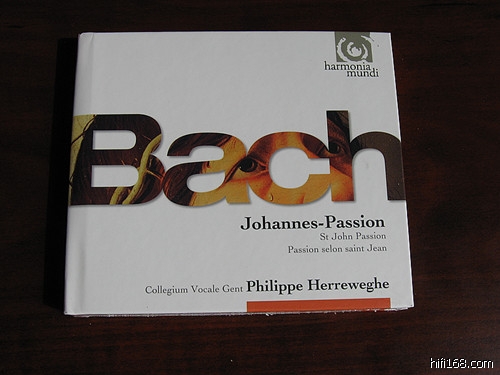 harmonia
mundi
Bach
Johannes-Passion
St John Passion
Passion selon saint Jean
Collegium Vocale Gent Philippe Herreweghe
hifi168.com